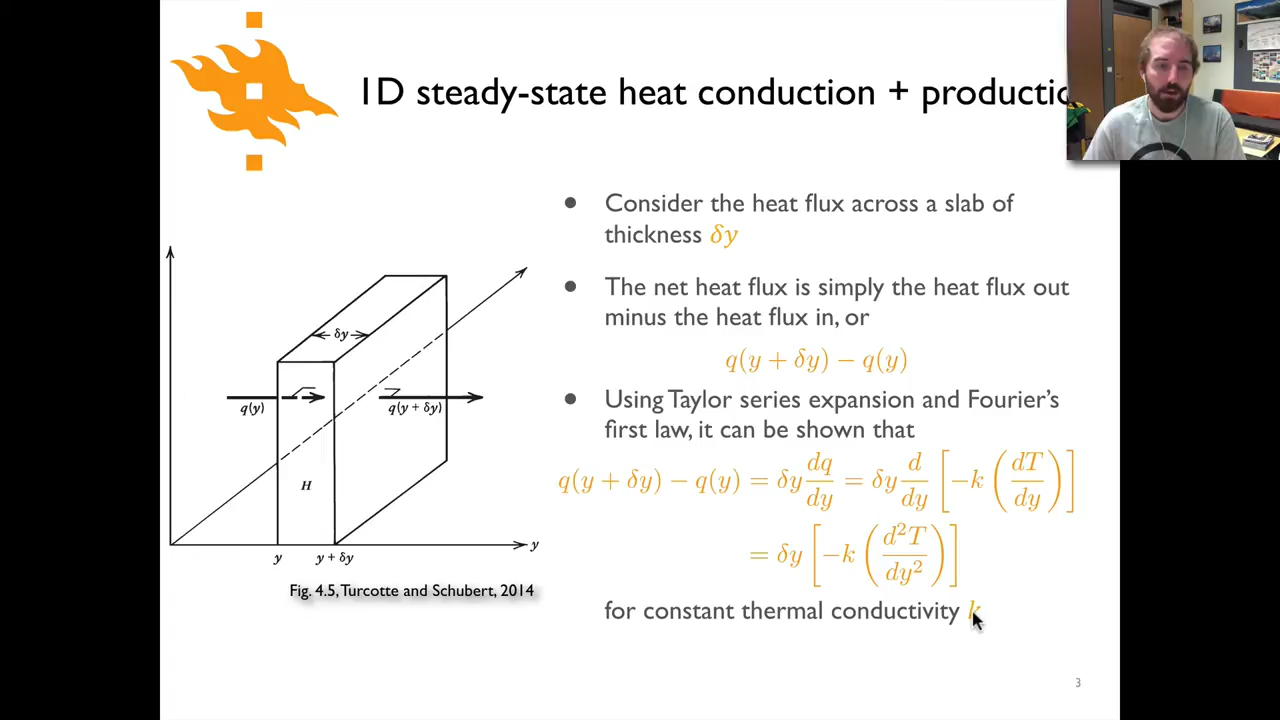 1D steady-state heat conduction + productio
Consider the heat flux across a slab of
thickness δy
The net heat flux is simply the heat flux out
minus the heat flux in, or
q(y + δy) − q(y)
Using Taylor series expansion and Fourier's
first law, it can be shown that
q(y + δy) − q(y) = δy dq/dy = δy d/dy [−k (dT/dy)]
= δy [−k (d²T/dy²)]
for constant thermal conductivity k
δy
q(y)
q(y + δy)
H
y
y
y + δy
Fig. 4.5, Turcotte and Schubert, 2014
3